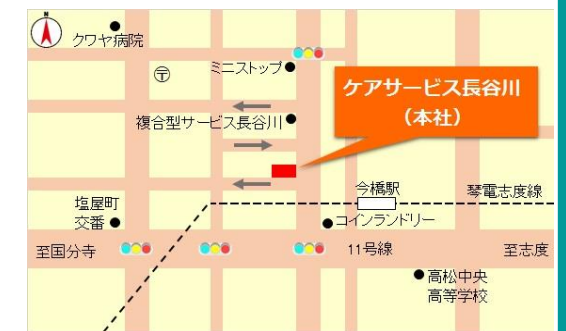 クワヤ病院
〒
ミニストップ
ケアサービス長谷川
（本社）
複合型サービス長谷川
今橋駅
琴電志度線
塩屋町
交番
コインランドリー
至国分寺
11号線
至志度
高松中央
高等学校